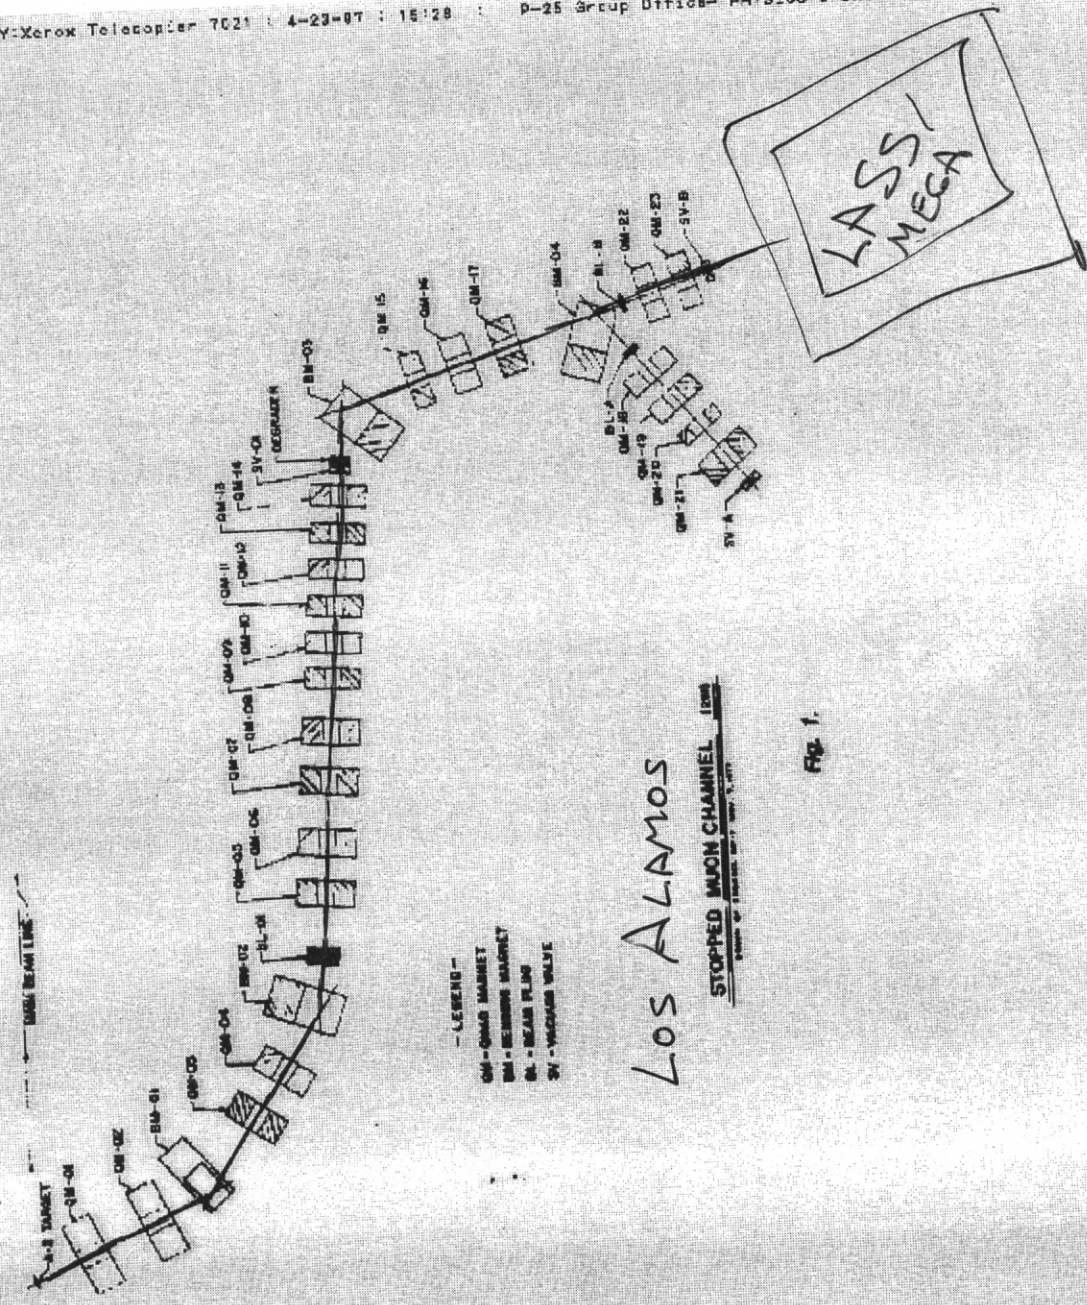 Y:Xerox Telecopier 7021 : 4-23-97 ; 15:28 ; P-25 Group Office-
LASSI
MEGA
QM-23
SV-B
QM-22
BL-B
BM-04
QM-17
QM-16
QM-15
BM-03
DEGRADER
SV-01
QM-14
QM-13
QM-12
QM-11
QM-10
QM-09
QM-08
QM-07
QM-06
QM-05
BL-01
BM-02
QM-04
QM-03
BM-01
QM-02
QM-01
A-2 TARGET
MAIN BEAM LINE
BL-A
QM-18
QM-19
QM-20
QM-21
SV-A
-LEGEND-
QM-QUAD MAGNET
BM-BENDING MAGNET
BL-BEAM PLUG
SV-VACUUM VALVE
LOS ALAMOS
STOPPED MUON CHANNEL
Fig. 1.